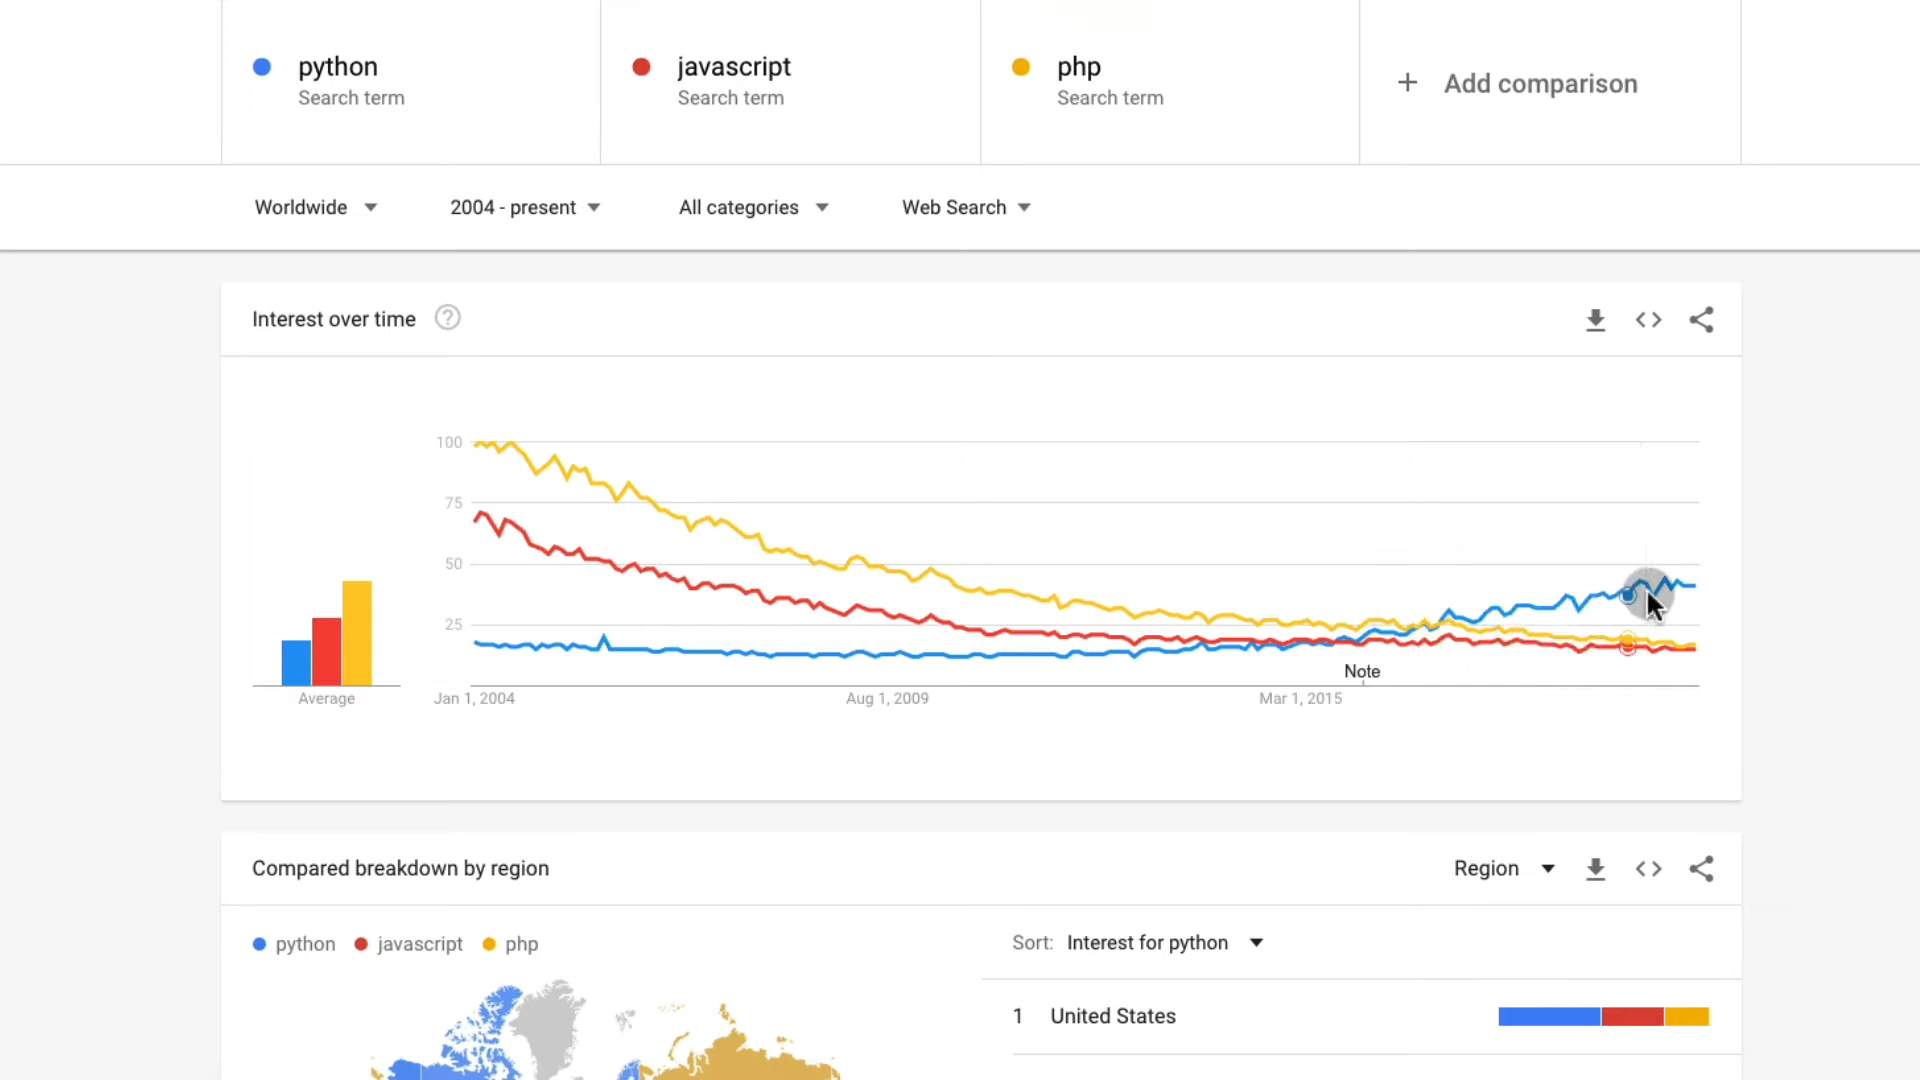 python
Search term
javascript
Search term
php
Search term
+ Add comparison
Worldwide
2004 - present
All categories
Web Search
Interest over time ?
100
75
50
25
Note
Average
Jan 1, 2004
Aug 1, 2009
Mar 1, 2015
Compared breakdown by region
Region
python javascript php
Sort: Interest for python
1 United States